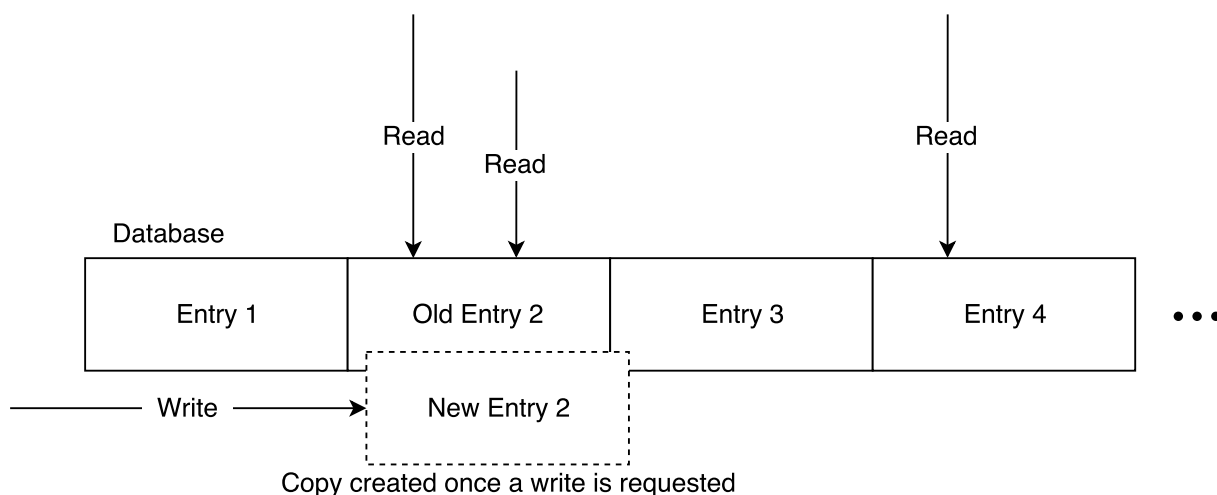 Read
Read
Read
Database
Entry 1
Old Entry 2
Entry 3
Entry 4
Write
New Entry 2
Copy created once a write is requested